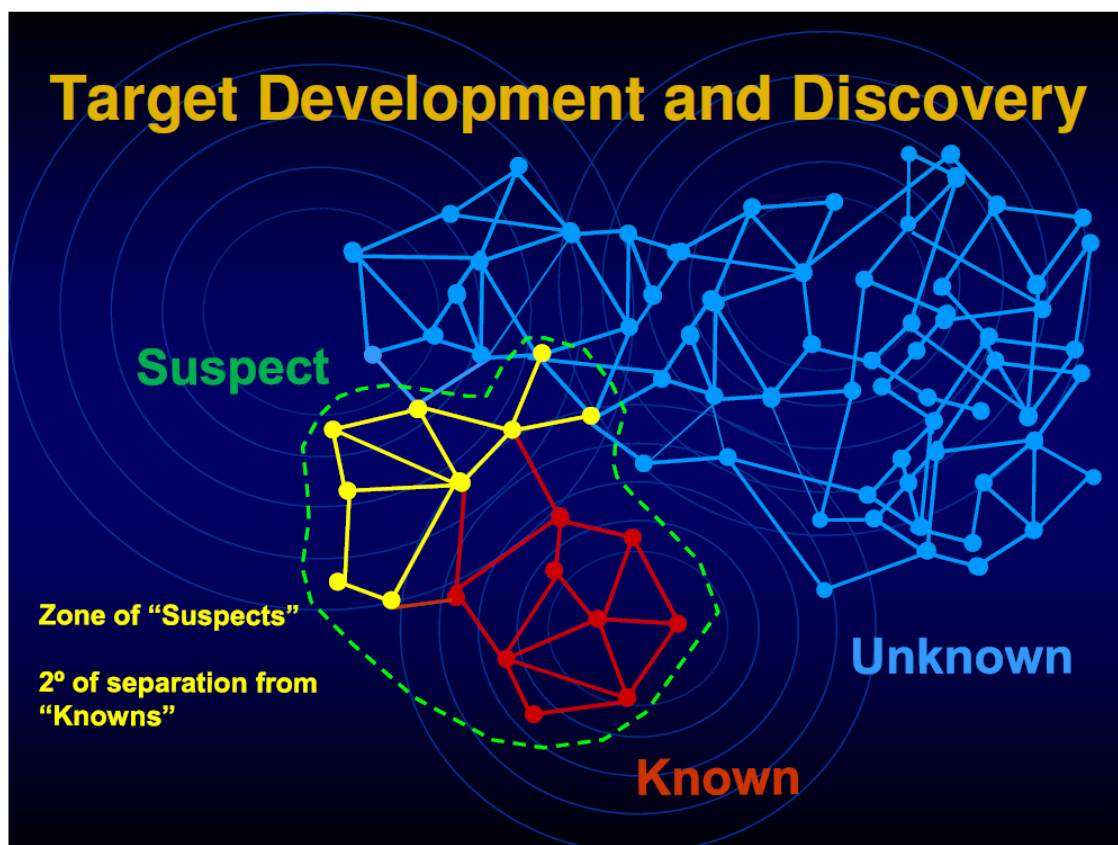 Target Development and Discovery
Suspect
Zone of “Suspects”
2º of separation from
“Knowns”
Unknown
Known